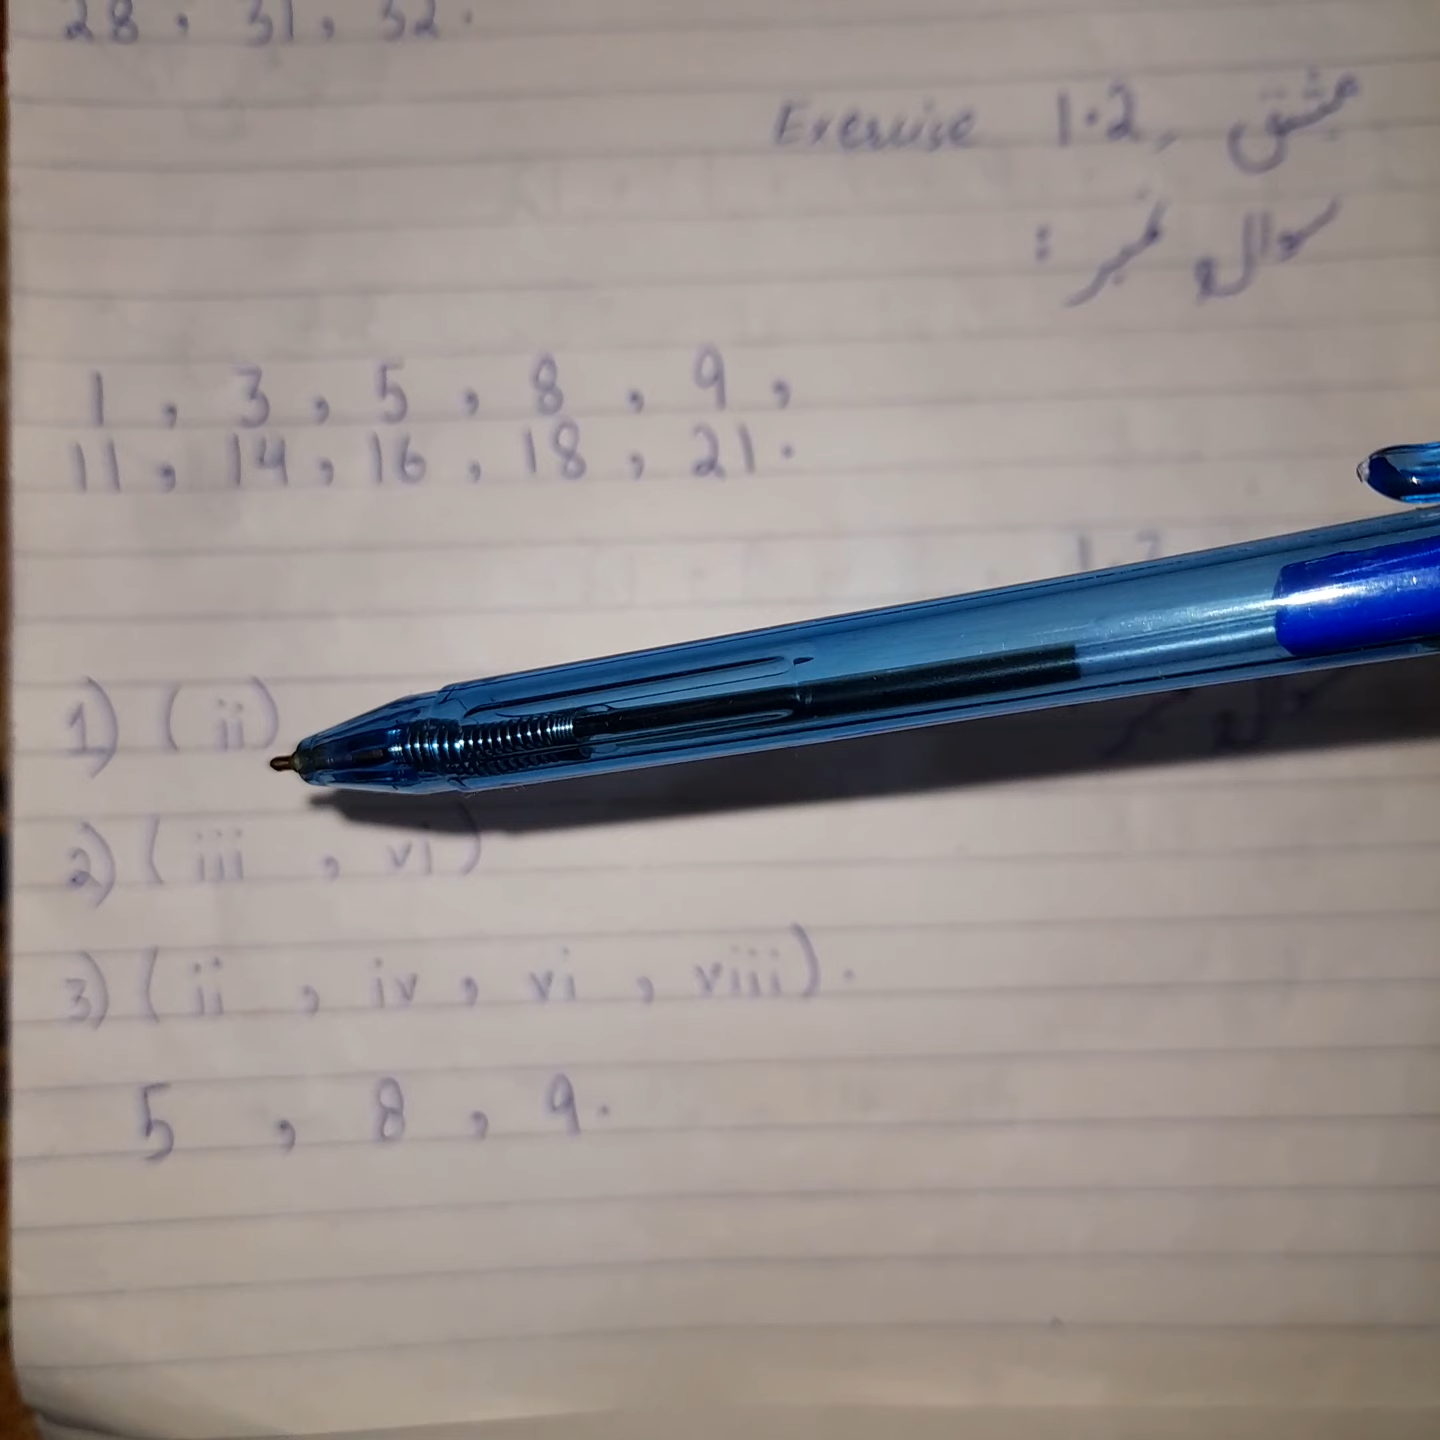 28, 31, 32.
Exercise 1.2, مشق
سوال نمبر:
1, 3, 5, 8, 9,
11, 14, 16, 18, 21.
1) (ii)
2) (iii, vi)
3) (ii, iv, vi, viii).
5, 8, 9.